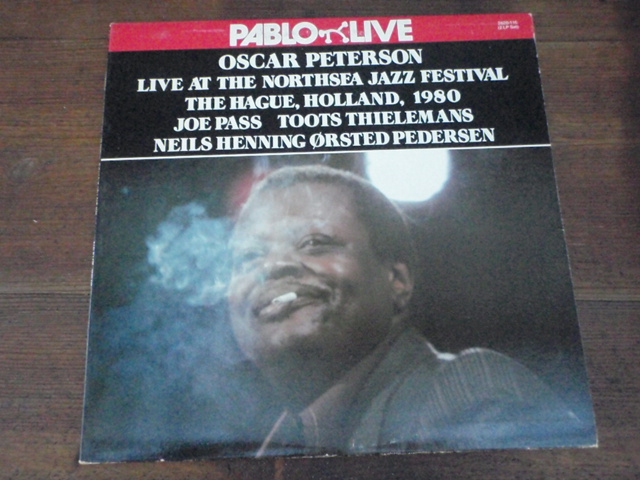 PABLO LIVE
OSCAR PETERSON
LIVE AT THE NORTHSEA JAZZ FESTIVAL
THE HAGUE, HOLLAND, 1980
JOE PASS TOOTS THIELEMANS
NEILS HENNING ØRSTED PEDERSEN